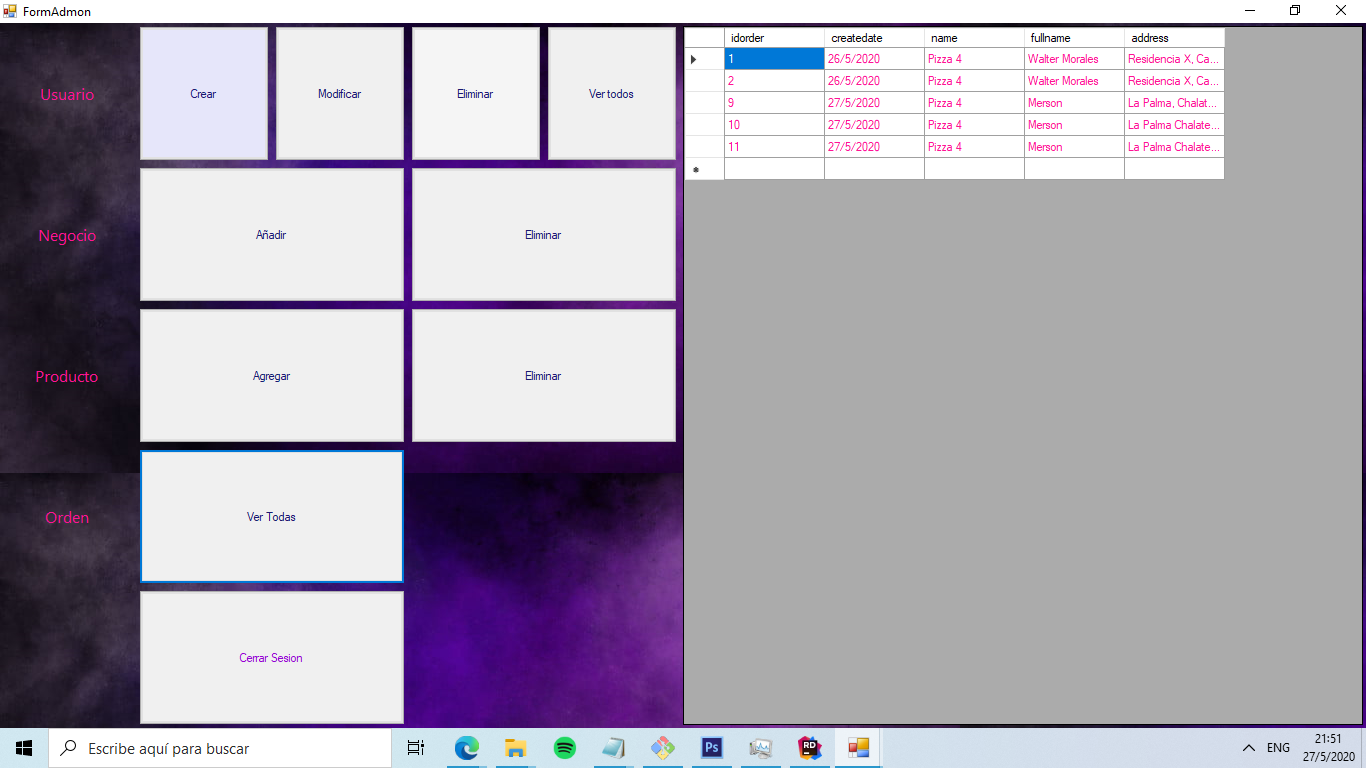 FormAdmon
Usuario
Crear
Modificar
Eliminar
Ver todos
Negocio
Añadir
Eliminar
Producto
Agregar
Eliminar
Orden
Ver Todas
Cerrar Sesion
idorder createdate name fullname address
1 26/5/2020 Pizza 4 Walter Morales Residencia X, Ca...
2 26/5/2020 Pizza 4 Walter Morales Residencia X, Ca...
9 27/5/2020 Pizza 4 Merson La Palma, Chalat...
10 27/5/2020 Pizza 4 Merson La Palma Chalate...
11 27/5/2020 Pizza 4 Merson La Palma Chalate...
Escribe aquí para buscar
Ps
RD
ENG
21:51
27/5/2020